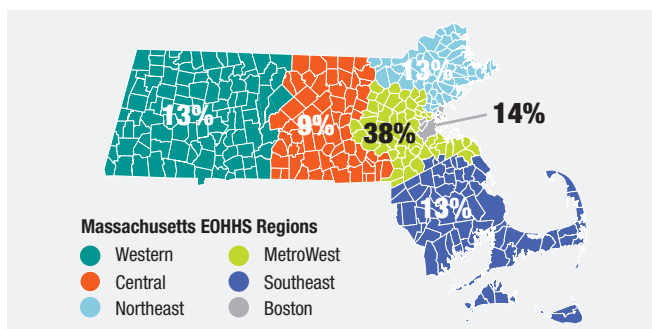 13%
14%
13%
9%
38%
13%
Massachusetts EOHHS Regions
Western
MetroWest
Central
Southeast
Northeast
Boston